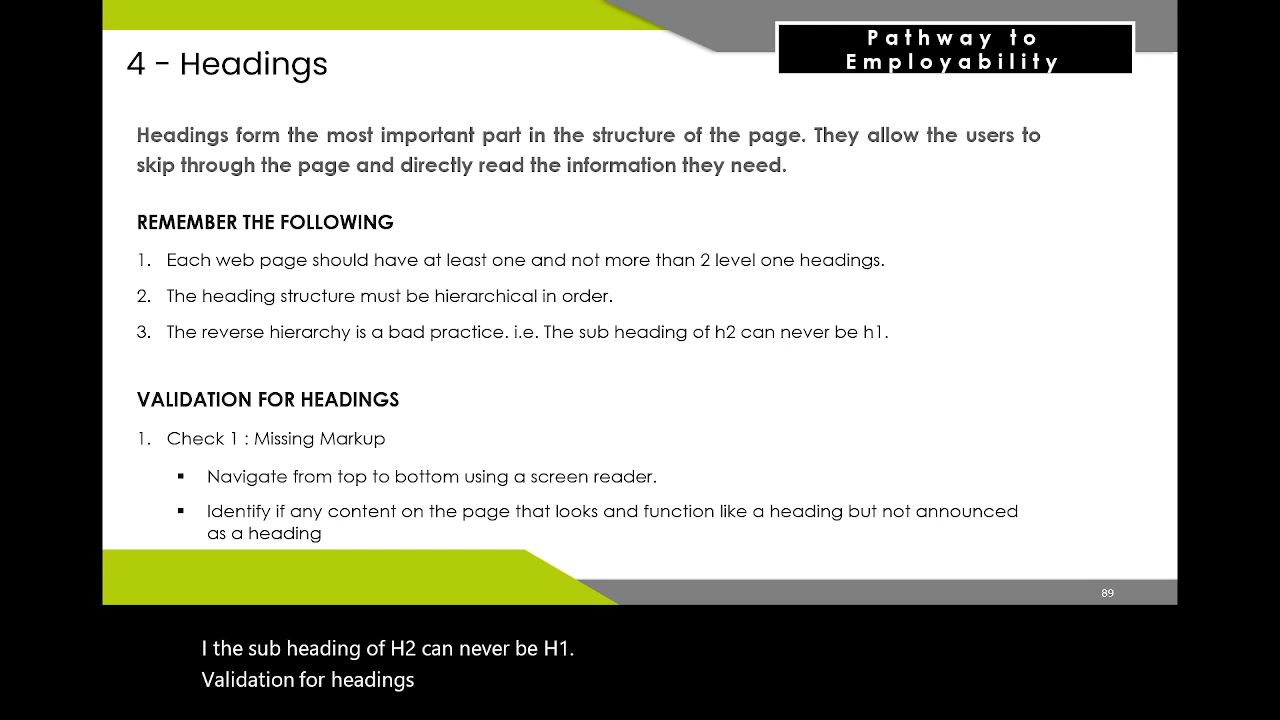 Pathway to
Employability
4 - Headings
Headings form the most important part in the structure of the page. They allow the users to
skip through the page and directly read the information they need.
REMEMBER THE FOLLOWING
1. Each web page should have at least one and not more than 2 level one headings.
2. The heading structure must be hierarchical in order.
3. The reverse hierarchy is a bad practice. i.e. The sub heading of h2 can never be h1.
VALIDATION FOR HEADINGS
1. Check 1 : Missing Markup
▪ Navigate from top to bottom using a screen reader.
▪ Identify if any content on the page that looks and function like a heading but not announced
as a heading
89
I the sub heading of H2 can never be H1.
Validation for headings